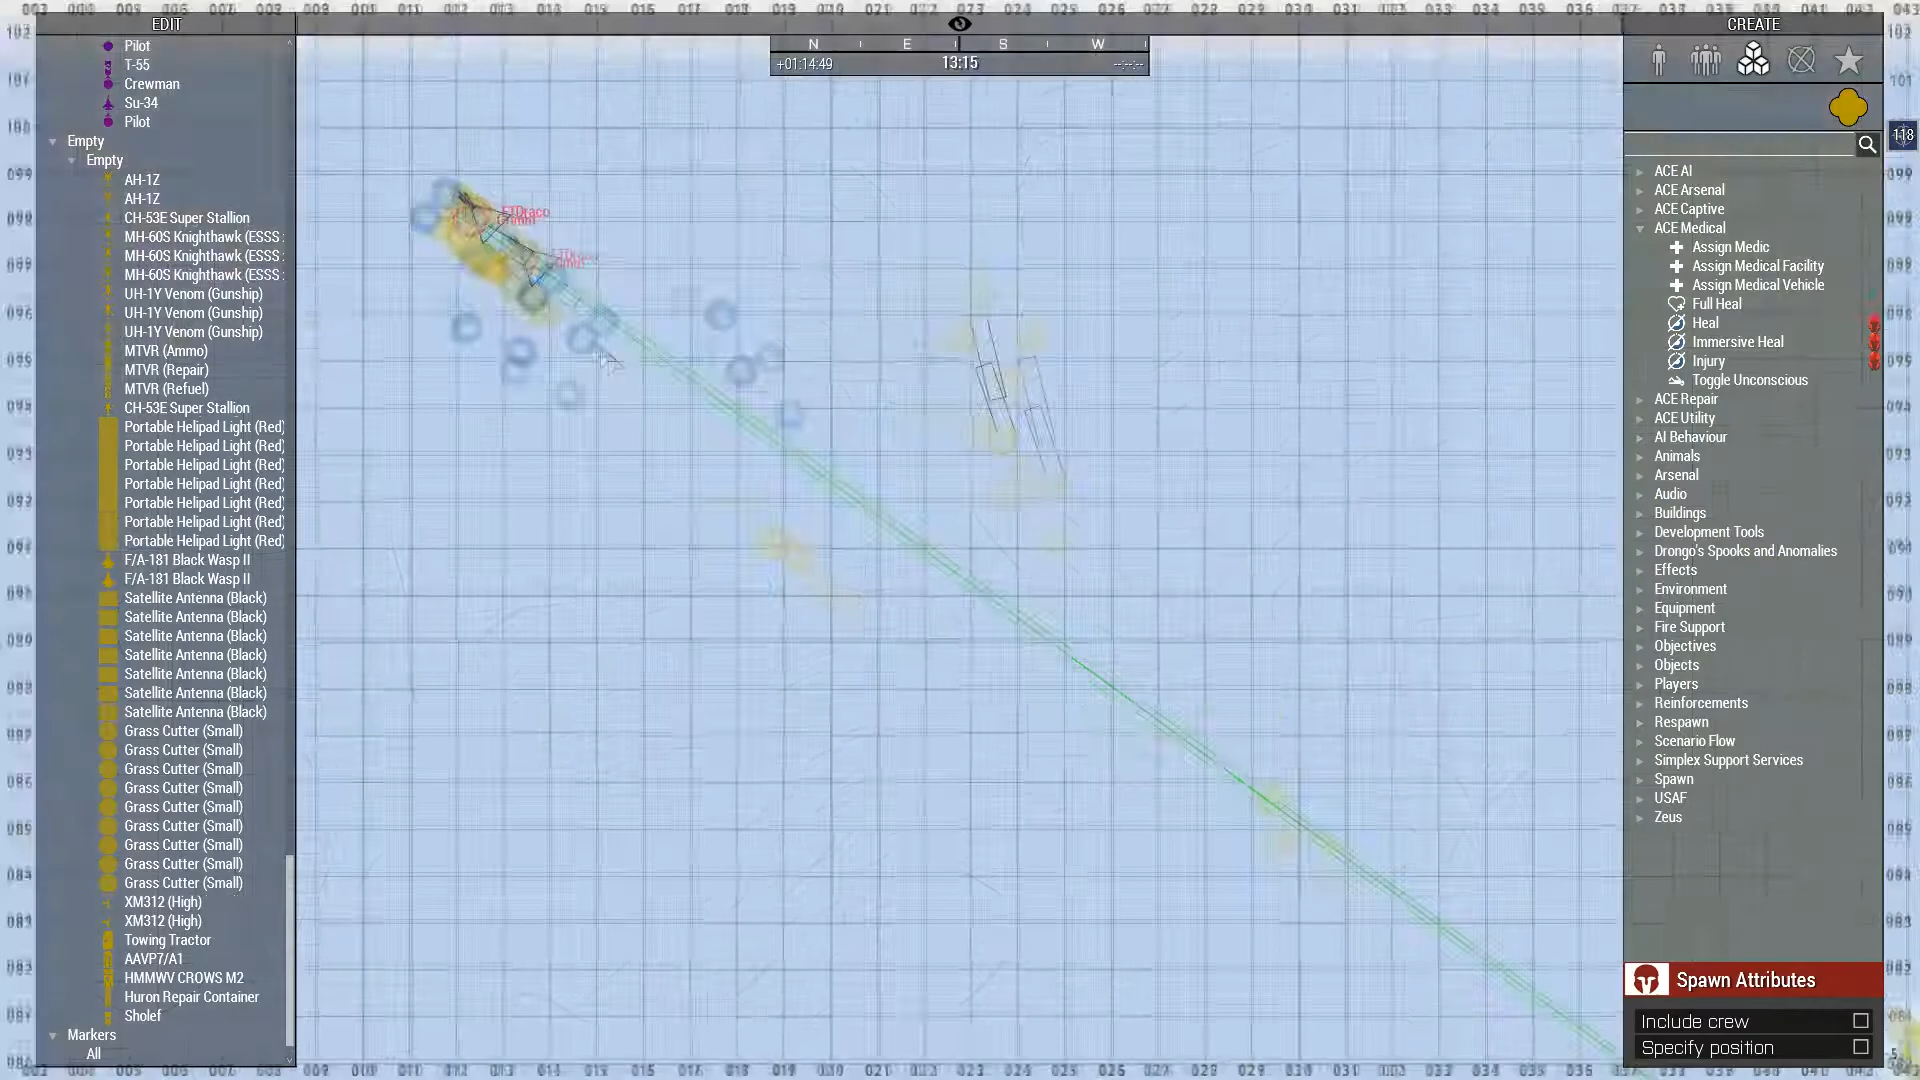 EDIT
Pilot
T-55
Crewman
Su-34
Pilot
Empty
Empty
AH-1Z
AH-1Z
CH-53E Super Stallion
MH-60S Knighthawk (ESSS
MH-60S Knighthawk (ESSS
MH-60S Knighthawk (ESSS
UH-1Y Venom (Gunship)
UH-1Y Venom (Gunship)
UH-1Y Venom (Gunship)
MTVR (Ammo)
MTVR (Repair)
MTVR (Refuel)
CH-53E Super Stallion
Portable Helipad Light (Red)
Portable Helipad Light (Red)
Portable Helipad Light (Red)
Portable Helipad Light (Red)
Portable Helipad Light (Red)
Portable Helipad Light (Red)
Portable Helipad Light (Red)
F/A-181 Black Wasp II
F/A-181 Black Wasp II
Satellite Antenna (Black)
Satellite Antenna (Black)
Satellite Antenna (Black)
Satellite Antenna (Black)
Satellite Antenna (Black)
Satellite Antenna (Black)
Satellite Antenna (Black)
Grass Cutter (Small)
Grass Cutter (Small)
Grass Cutter (Small)
Grass Cutter (Small)
Grass Cutter (Small)
Grass Cutter (Small)
Grass Cutter (Small)
Grass Cutter (Small)
Grass Cutter (Small)
XM312 (High)
XM312 (High)
Towing Tractor
AAVP7/A1
HMMWV CROWS M2
Huron Repair Container
Sholef
Markers
All
N E S W
+01:14:49 13:15 --:--:--
CREATE
118
ACE AI
ACE Arsenal
ACE Captive
ACE Medical
Assign Medic
Assign Medical Facility
Assign Medical Vehicle
Full Heal
Heal
Immersive Heal
Injury
Toggle Unconscious
ACE Repair
ACE Utility
AI Behaviour
Animals
Arsenal
Audio
Buildings
Development Tools
Drongo's Spooks and Anomalies
Effects
Environment
Equipment
Fire Support
Objectives
Objects
Players
Reinforcements
Respawn
Scenario Flow
Simplex Support Services
Spawn
USAF
Zeus
Spawn Attributes
Include crew
Specify position